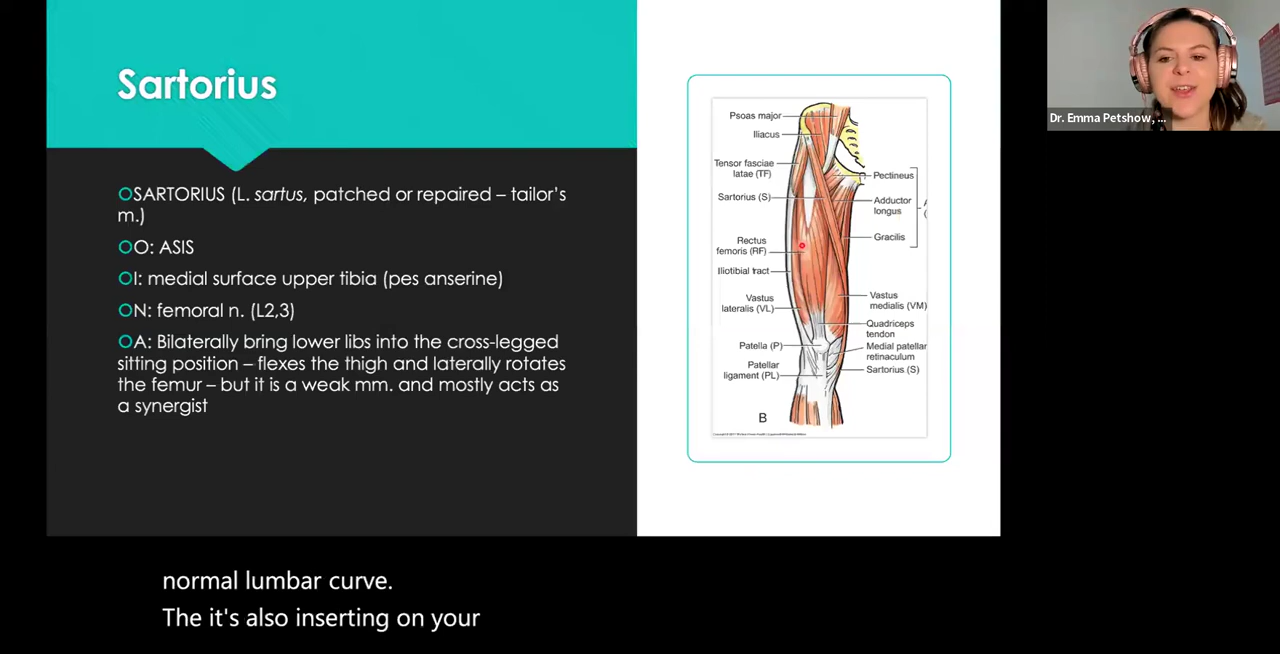 Sartorius
SARTORIUS (L. sartus, patched or repaired – tailor's
m.)
O: ASIS
I: medial surface upper tibia (pes anserine)
N: femoral n. (L2,3)
A: Bilaterally bring lower libs into the cross-legged
sitting position – flexes the thigh and laterally rotates
the femur – but it is a weak mm. and mostly acts as
a synergist
Psoas major
Iliacus
Tensor fasciae
latae (TF)
Sartorius (S)
Rectus
femoris (RF)
Iliotibial tract
Vastus
lateralis (VL)
Patella (P)
Patellar
ligament (PL)
Pectineus
Adductor
longus
Gracilis
Vastus
medialis (VM)
Quadriceps
tendon
Medial patellar
retinaculum
Sartorius (S)
B
Dr. Emma Petshow, ...
normal lumbar curve.
The it's also inserting on your